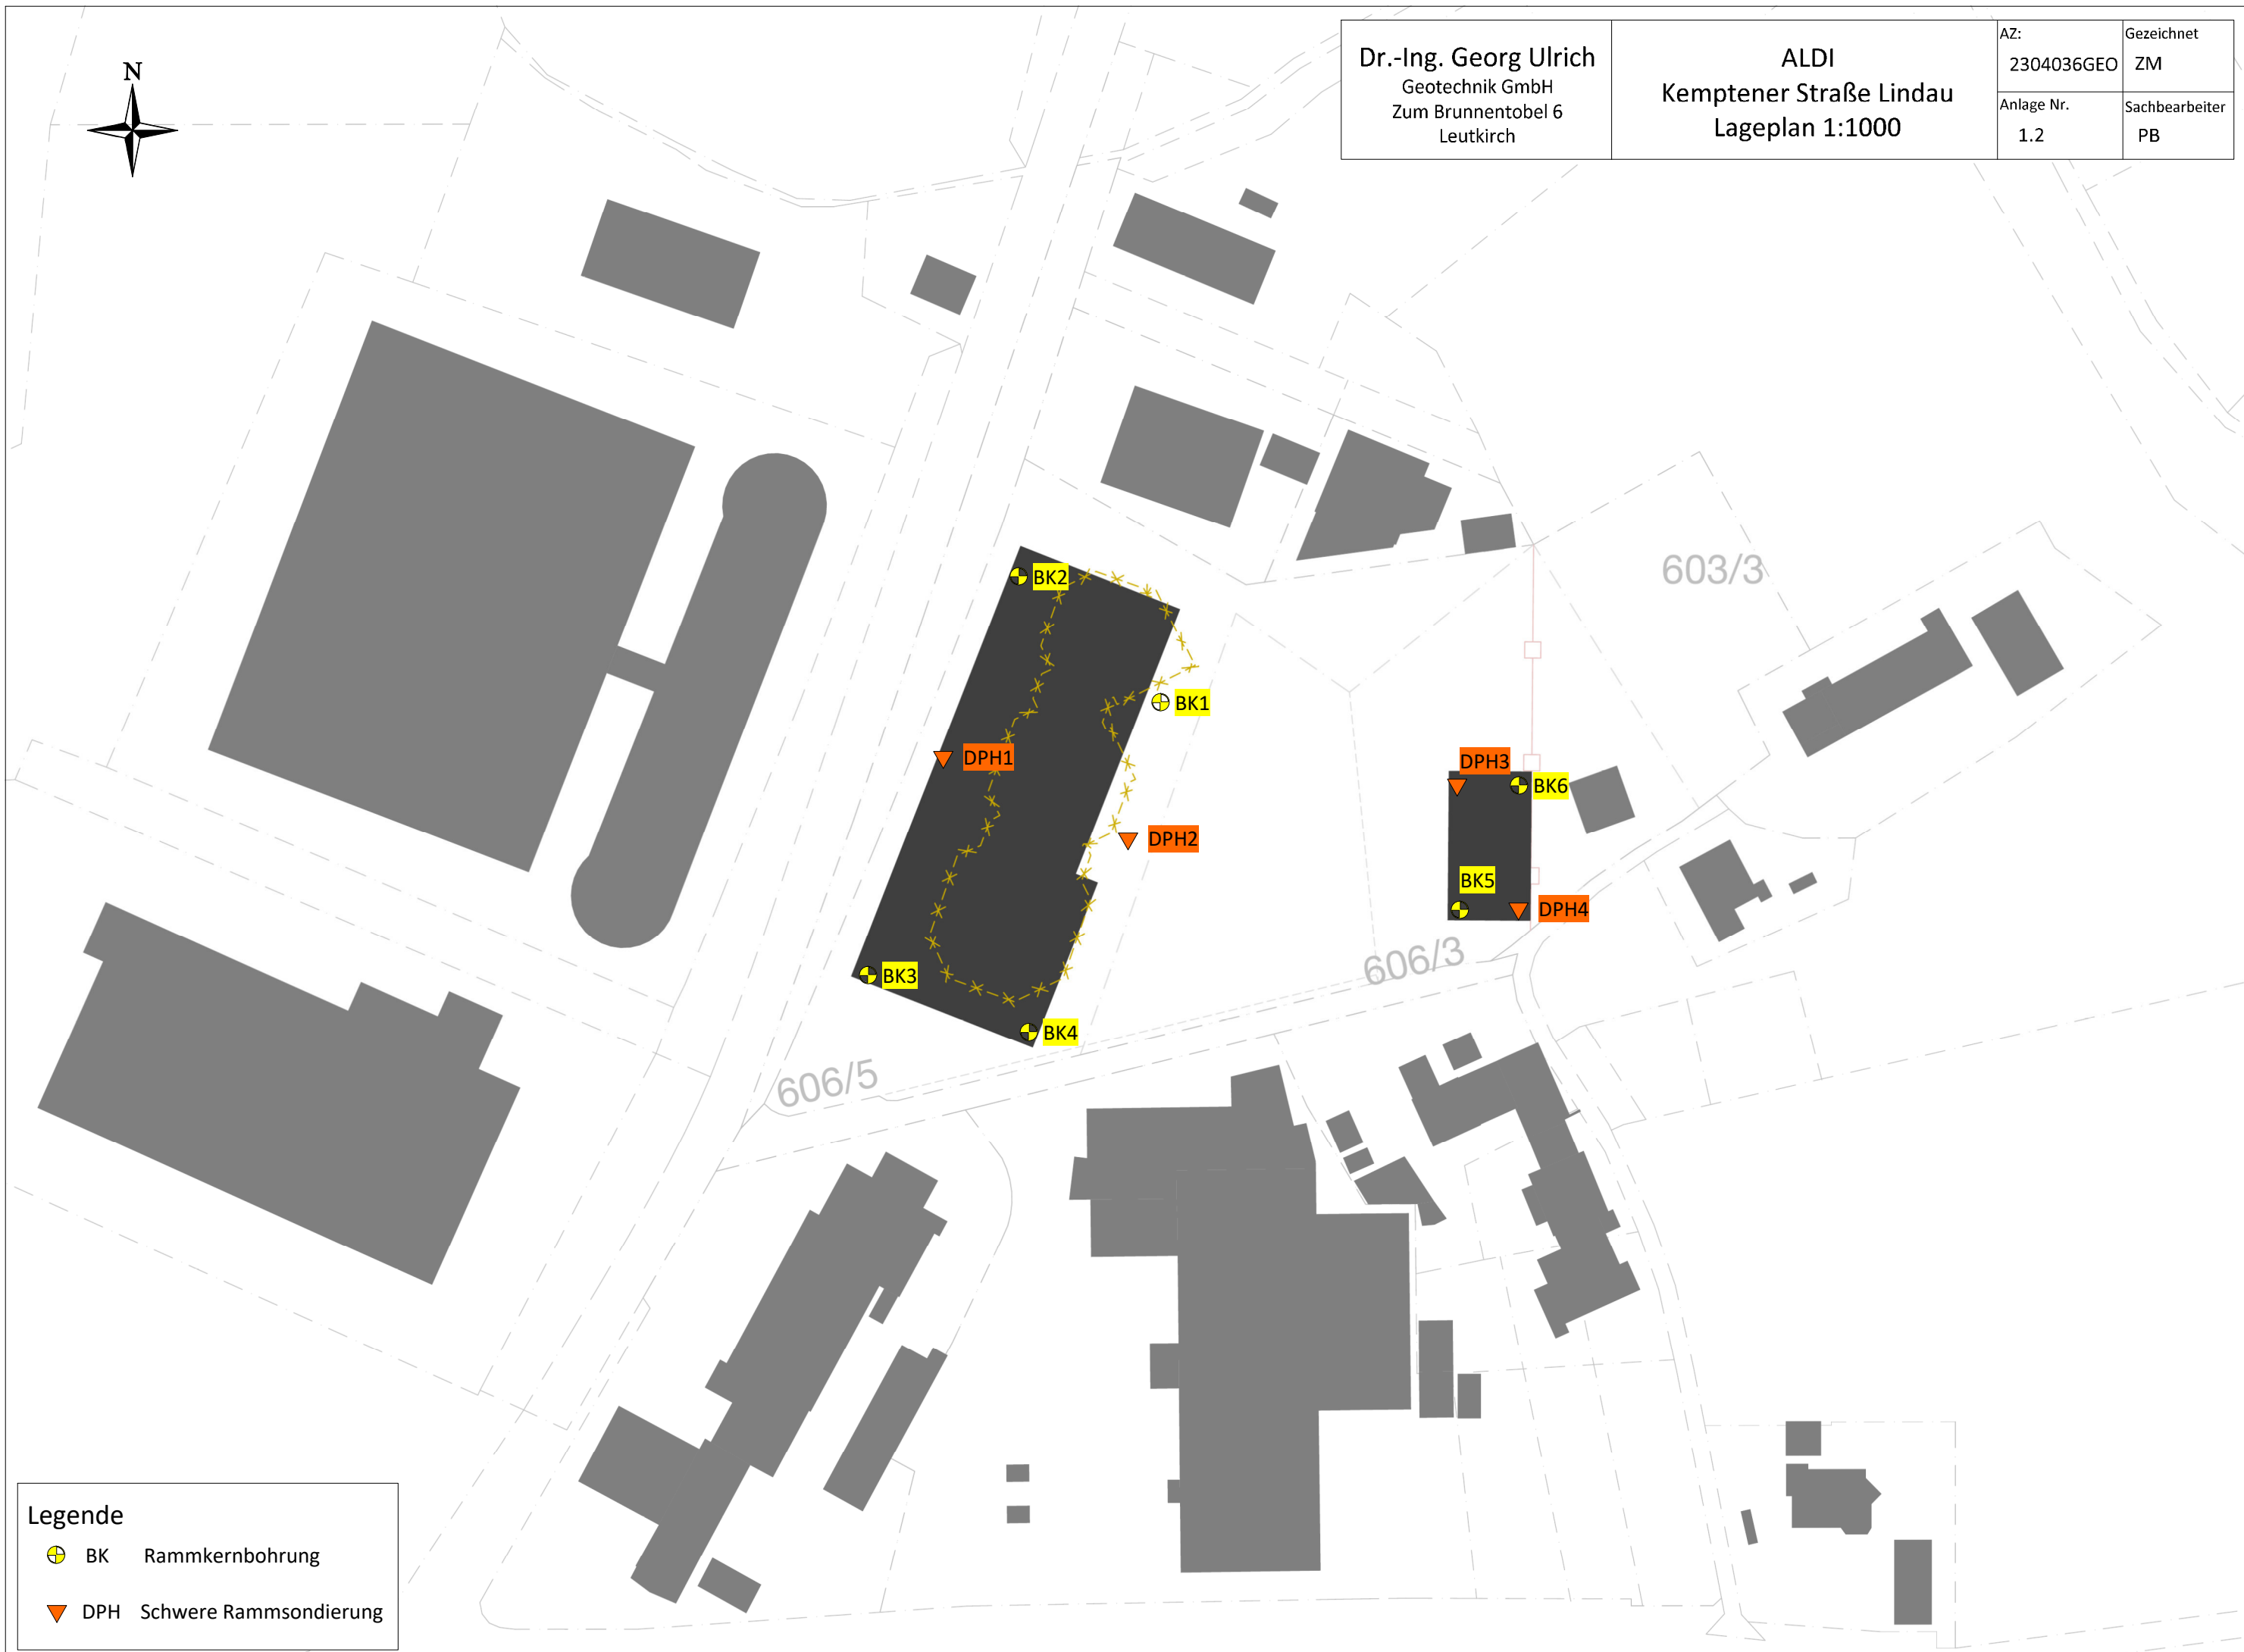 N
Dr.-Ing. Georg Ulrich
Geotechnik GmbH
Zum Brunnentobel 6
Leutkirch
ALDI
Kemptener Straße Lindau
Lageplan 1:1000
AZ:
2304036GEO
Gezeichnet
ZM
Anlage Nr.
1.2
Sachbearbeiter
PB
603/3
BK2
BK1
DPH1
DPH3
BK6
DPH2
BK5
DPH4
606/3
BK3
BK4
606/5
Legende
BK Rammkernbohrung
DPH Schwere Rammsondierung